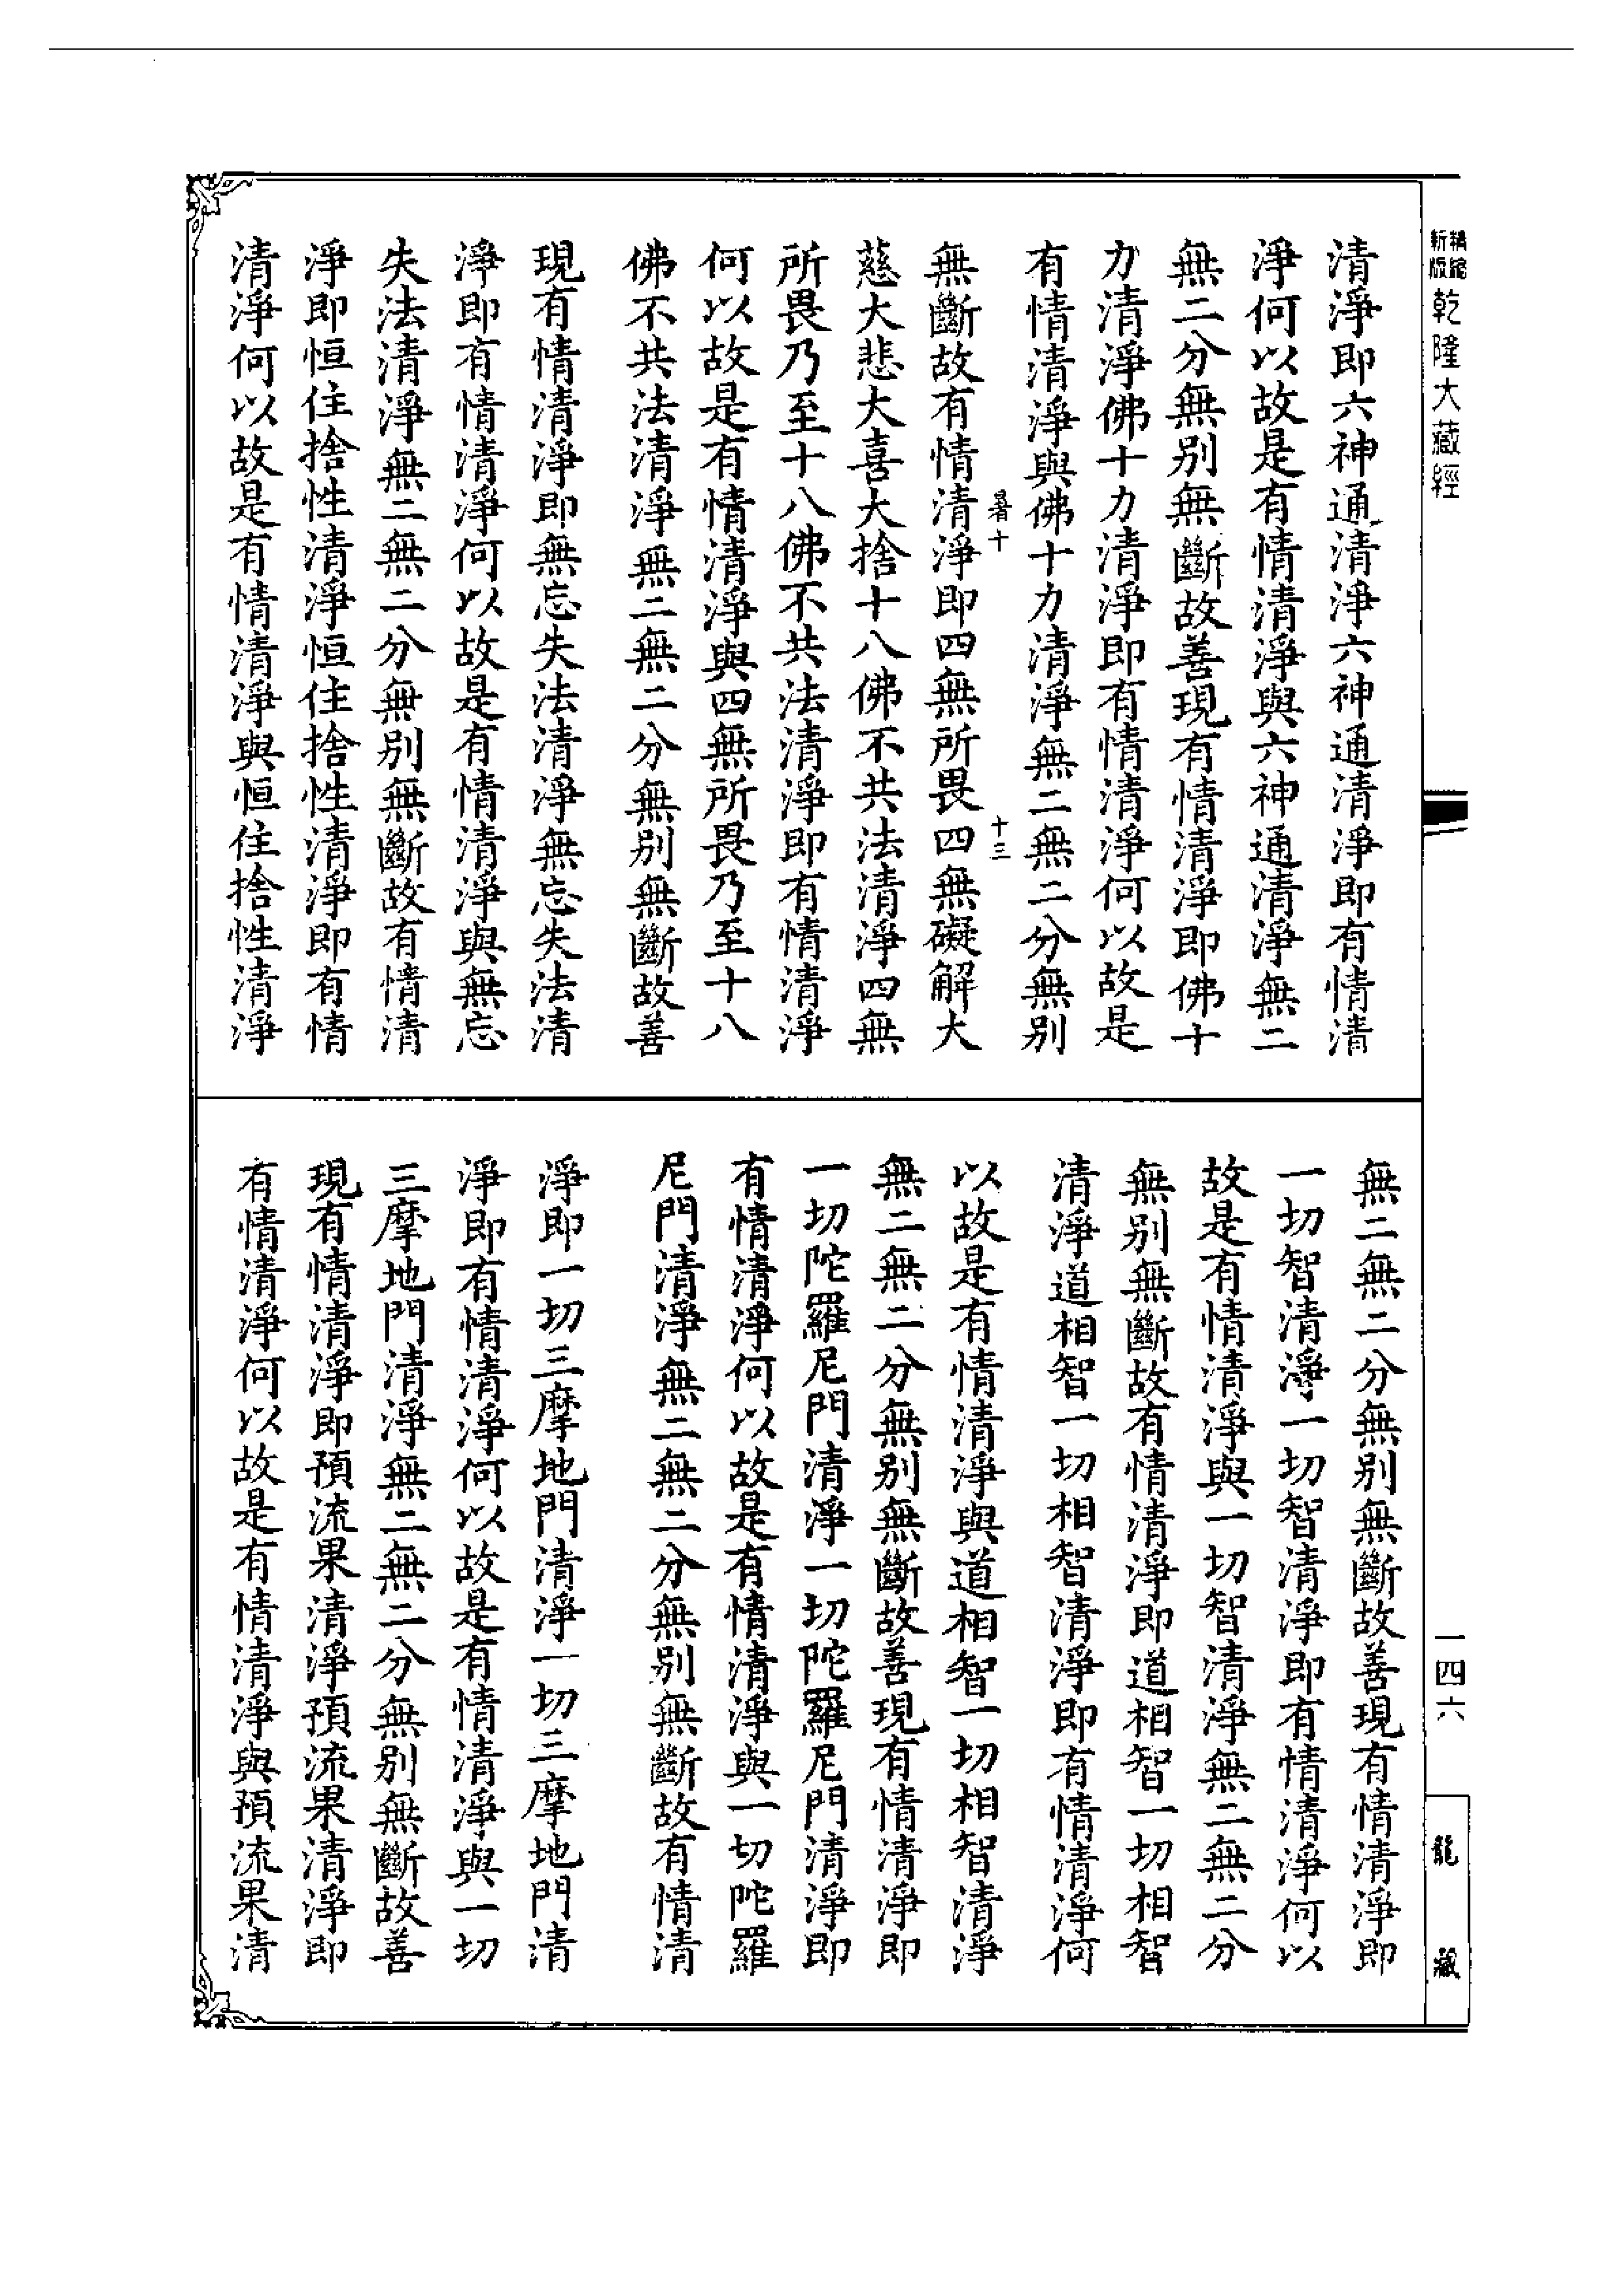 精縮新版乾隆大藏經
清淨即六神通清淨六神通清淨即有情清
淨何以故是有情清淨與六神通清淨無二
無二分無别無斷故善現有情清淨即佛十
力清淨佛十力清淨即有情清淨何以故是
有情清淨與佛十力清淨無二無二分無别
暑十
十三
無斷故有情清淨即四無所畏四無礙解大
慈大悲大喜大捨十八佛不共法清淨四無
所畏乃至十八佛不共法清淨即有情清淨
何以故是有情清淨與四無所畏乃至十八
佛不共法清淨無二無二分無别無斷故善
現有情清淨即無忘失法清淨無忘失法清
淨即有情清淨何以故是有情清淨與無忘
失法清淨無二無二分無别無斷故有情清
淨即恒住捨性清淨恒住捨性清淨即有情
清淨何以故是有情清淨與恒住捨性清淨
無二無二分無别無斷故善現有情清淨即
一切智清淨一切智清淨即有情清淨何以
故是有情清淨與一切智清淨無二無二分
無别無斷故有情清淨即道相智一切相智
清淨道相智一切相智清淨即有情清淨何
以故是有情清淨與道相智一切相智清淨
無二無二分無别無斷故善現有情清淨即
一切陀羅尼門清淨一切陀羅尼門清淨即
有情清淨何以故是有情清淨與一切陀羅
尼門清淨無二無二分無别無斷故有情清
淨即一切三摩地門清淨一切三摩地門清
淨即有情清淨何以故是有情清淨與一切
三摩地門清淨無二無二分無别無斷故善
現有情清淨即預流果清淨預流果清淨即
有情清淨何以故是有情清淨與預流果清
一四六
龍藏